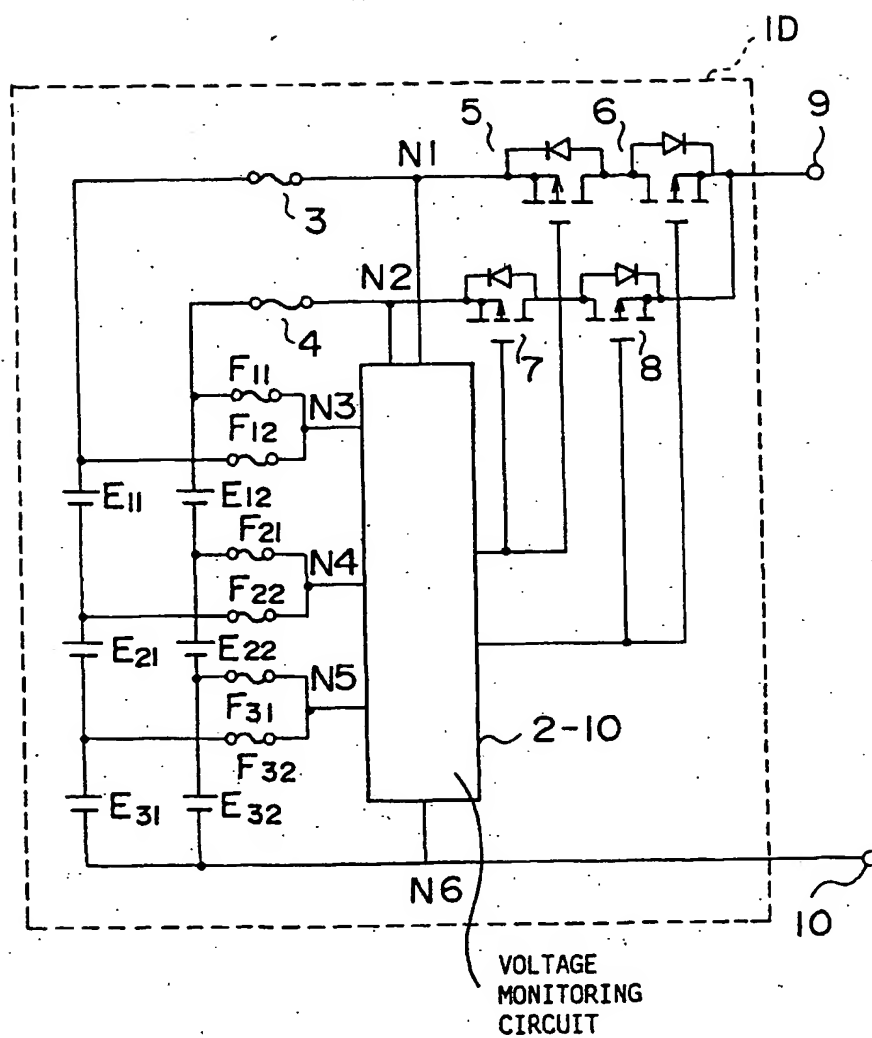 1D
5
6
9
N1
3
N2
4
7
8
F11
N3
F12
E11
E12
F21
N4
F22
E21
E22
N5
F31
2-10
F32
E31
E32
N6
10
VOLTAGE
MONITORING
CIRCUIT